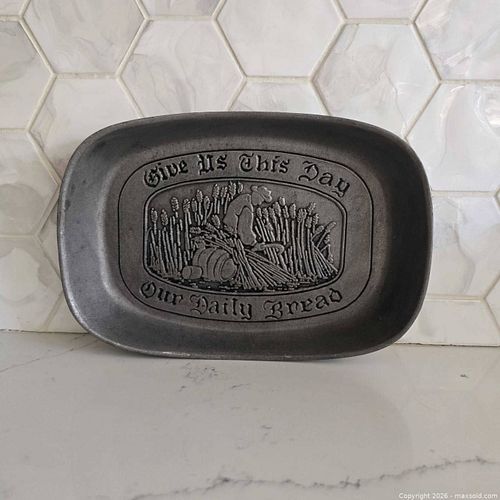 Give Us This Day
Our Daily Bread
Copyright 2026 - maxsold.com